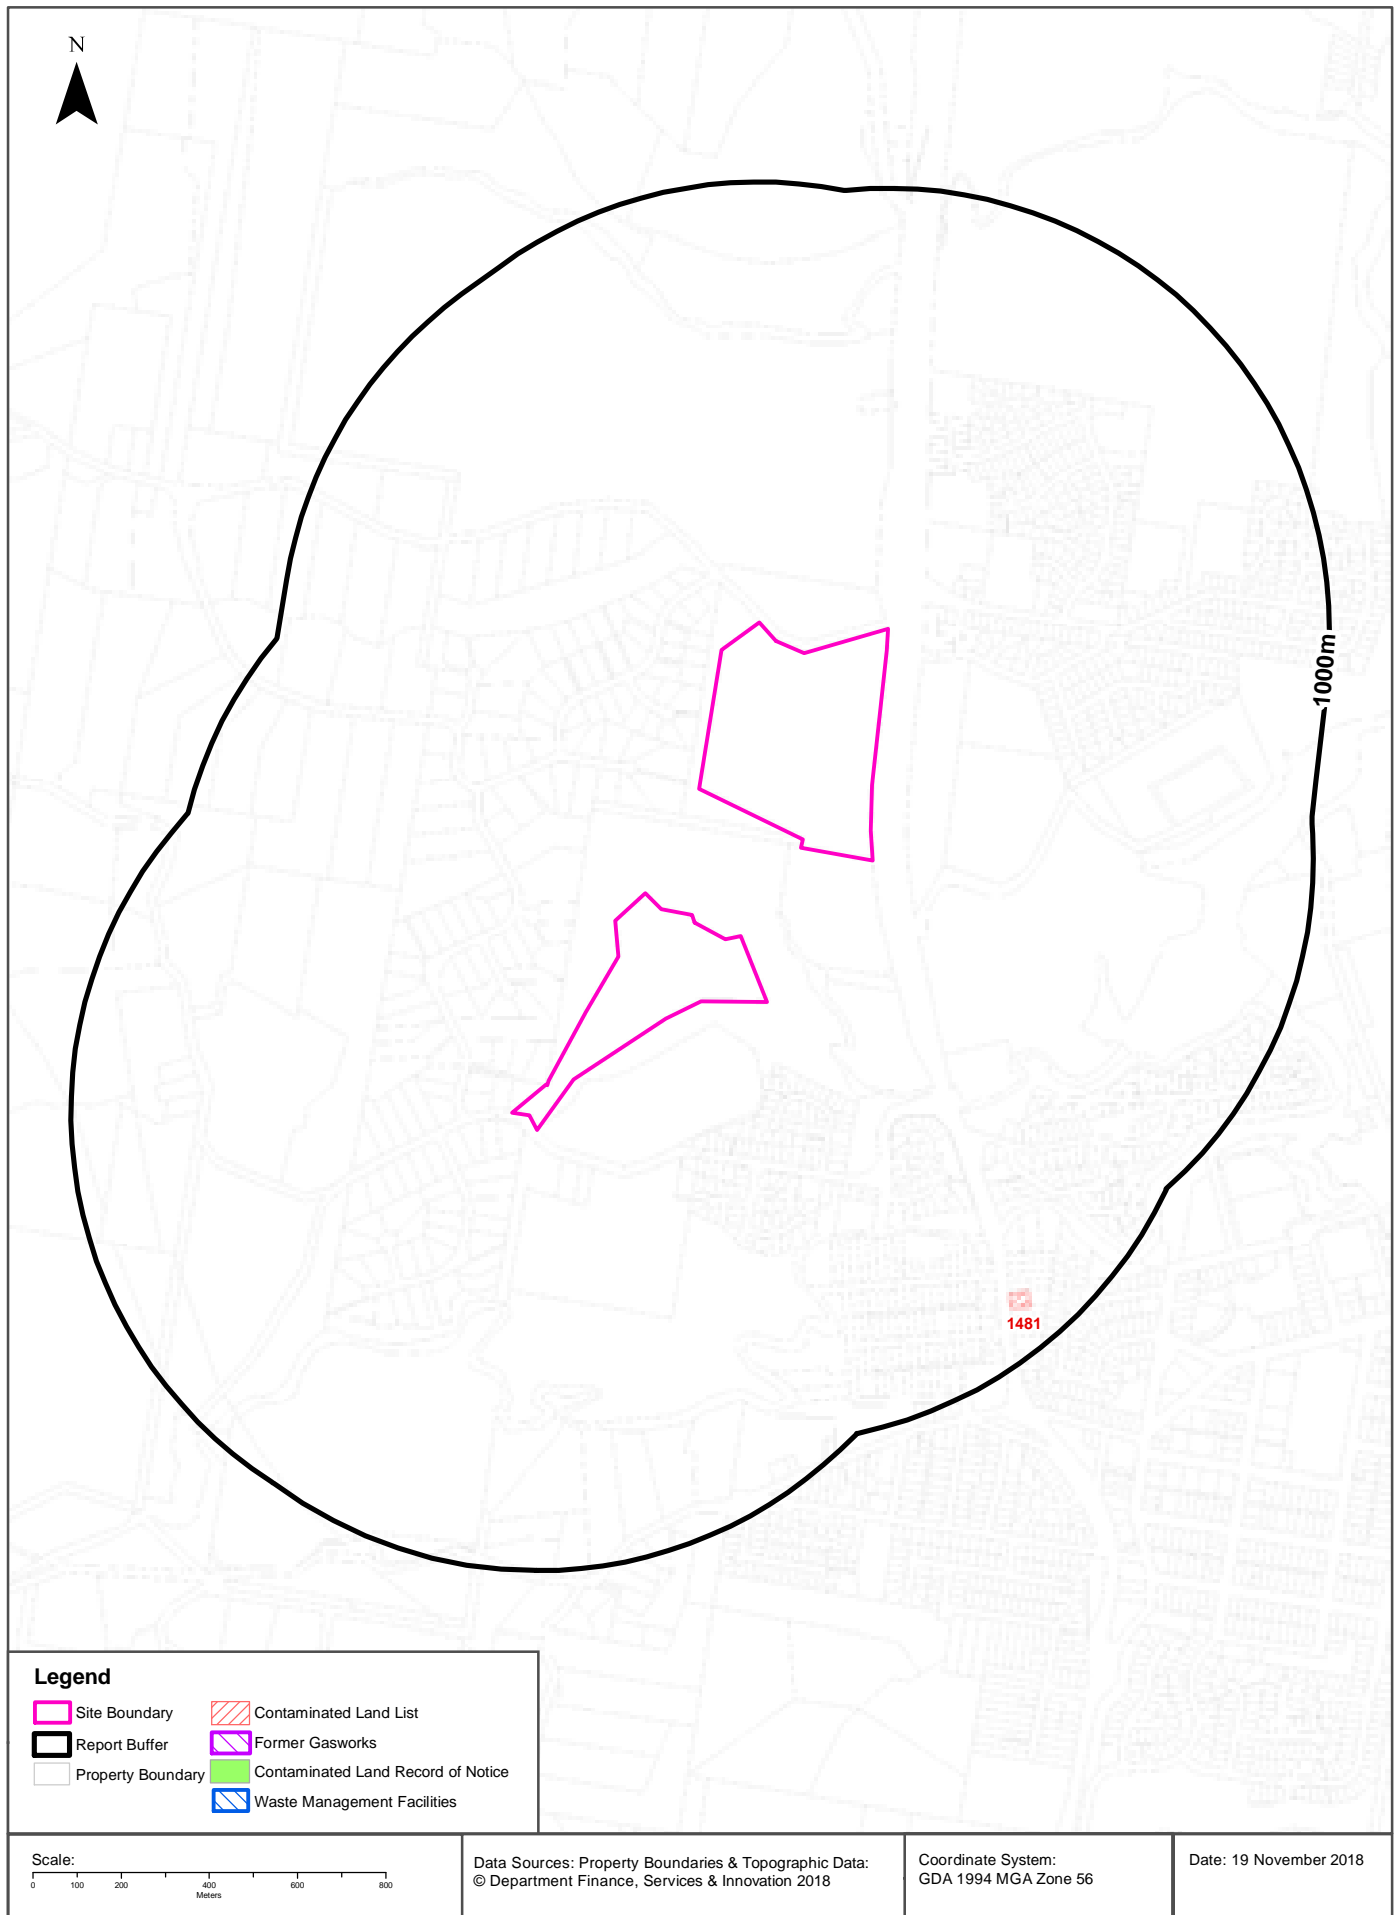 N
1000m
1481
Legend
Site Boundary
Report Buffer
Property Boundary
Contaminated Land List
Former Gasworks
Contaminated Land Record of Notice
Waste Management Facilities
Scale:
0 100 200 400 600 800
Meters
Data Sources: Property Boundaries & Topographic Data:
© Department Finance, Services & Innovation 2018
Coordinate System:
GDA 1994 MGA Zone 56
Date: 19 November 2018